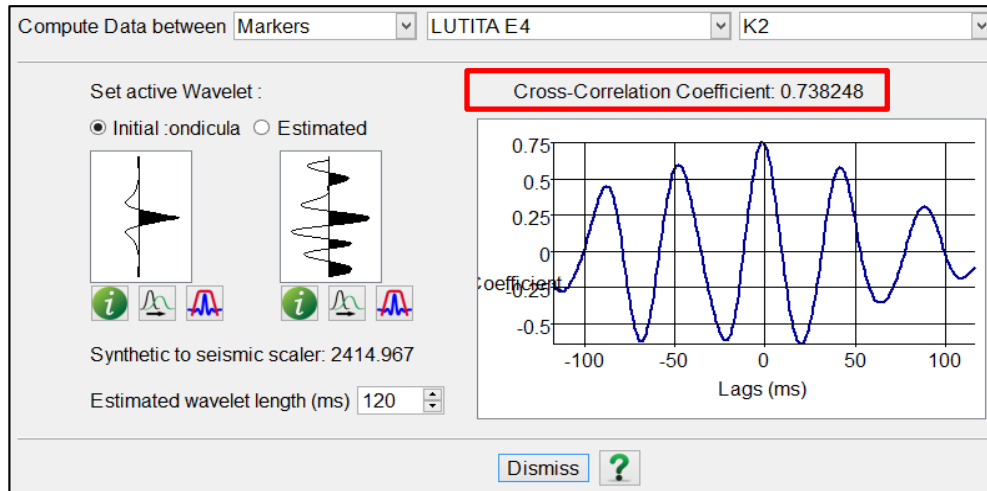 Compute Data between Markers LUTITA E4 K2
Set active Wavelet :
Initial :ondicula Estimated
Cross-Correlation Coefficient: 0.738248
0.75
0.5
0.25
0
Coefficient
-0.25
-0.5
-100 -50 0 50 100
Lags (ms)
i i
Synthetic to seismic scaler: 2414.967
Estimated wavelet length (ms) 120
Dismiss ?